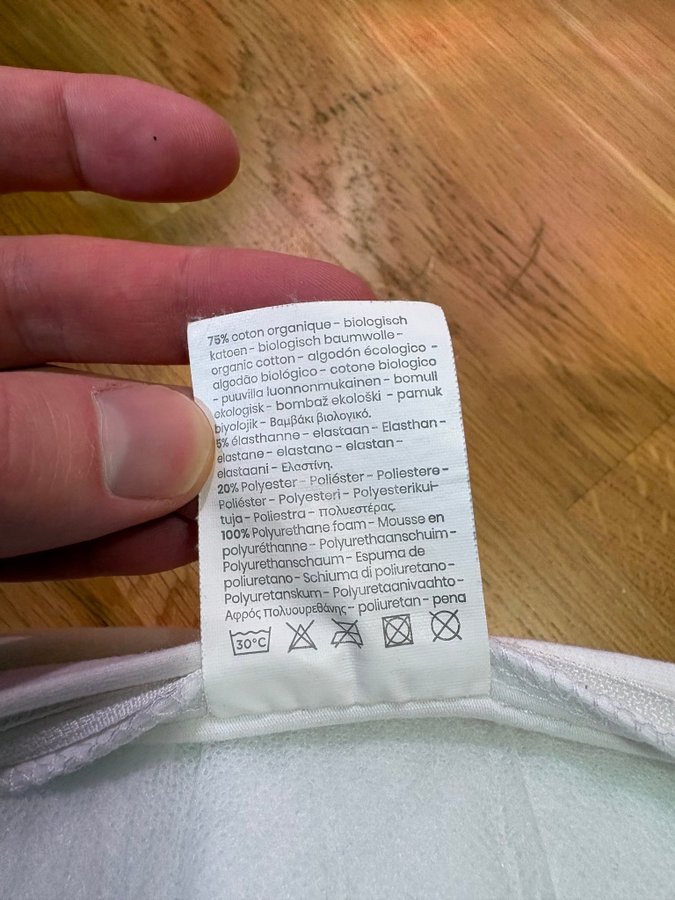 75% coton organique - biologisch
katoen - biologisch baumwolle -
organic cotton - algodón écologico -
algodão biológico - cotone biologico
- puuvilla luonnonmukainen - bomull
ekologisk - bombaž ekološki - pamuk
biyolojik - Βαμβάκι βιολογικό.
5% élasthanne - elastaan - Elasthan -
elastane - elastano - elastan -
elastaani - Ελαστίνη.
20% Polyester - Poliéster - Poliestere -
Poliéster - Polyesteri - Polyesterikui-
tuja - Poliestra - πολυεστέρας.
100% Polyurethane foam - Mousse en
polyuréthanne - Polyurethaanschuim -
Polyurethanschaum - Espuma de
poliuretano - Schiuma di poliuretano -
Polyuretanskum - Polyuretaanivaahto -
Αφρός πολυουρεθάνης - poliuretan - pena
30°C